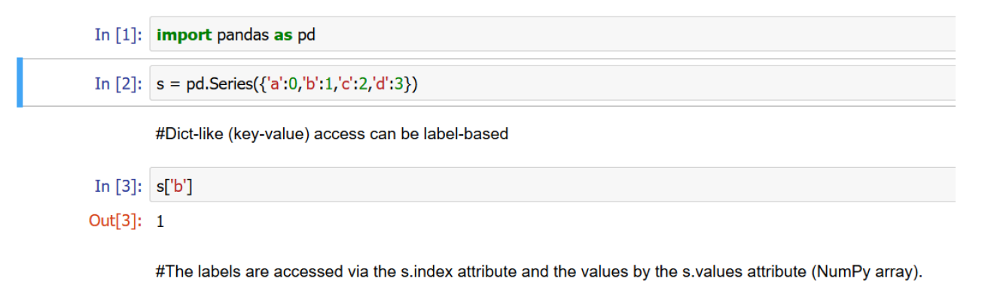 In [1]: import pandas as pd
In [2]: s = pd.Series({'a':0,'b':1,'c':2,'d':3})
#Dict-like (key-value) access can be label-based
In [3]: s['b']
Out[3]: 1
#The labels are accessed via the s.index attribute and the values by the s.values attribute (NumPy array).